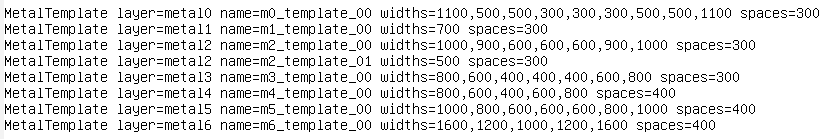 MetalTemplate layer=metal0 name=m0_template_00 widths=1100,500,500,300,300,300,500,500,1100 spaces=300
MetalTemplate layer=metal1 name=m1_template_00 widths=700 spaces=300
MetalTemplate layer=metal2 name=m2_template_00 widths=1000,900,600,600,600,900,1000 spaces=300
MetalTemplate layer=metal2 name=m2_template_01 widths=500 spaces=300
MetalTemplate layer=metal3 name=m3_template_00 widths=800,600,400,400,400,600,800 spaces=300
MetalTemplate layer=metal4 name=m4_template_00 widths=800,600,400,600,800 spaces=400
MetalTemplate layer=metal5 name=m5_template_00 widths=1000,800,600,600,600,800,1000 spaces=400
MetalTemplate layer=metal6 name=m6_template_00 widths=1600,1200,1000,1200,1600 spaces=400